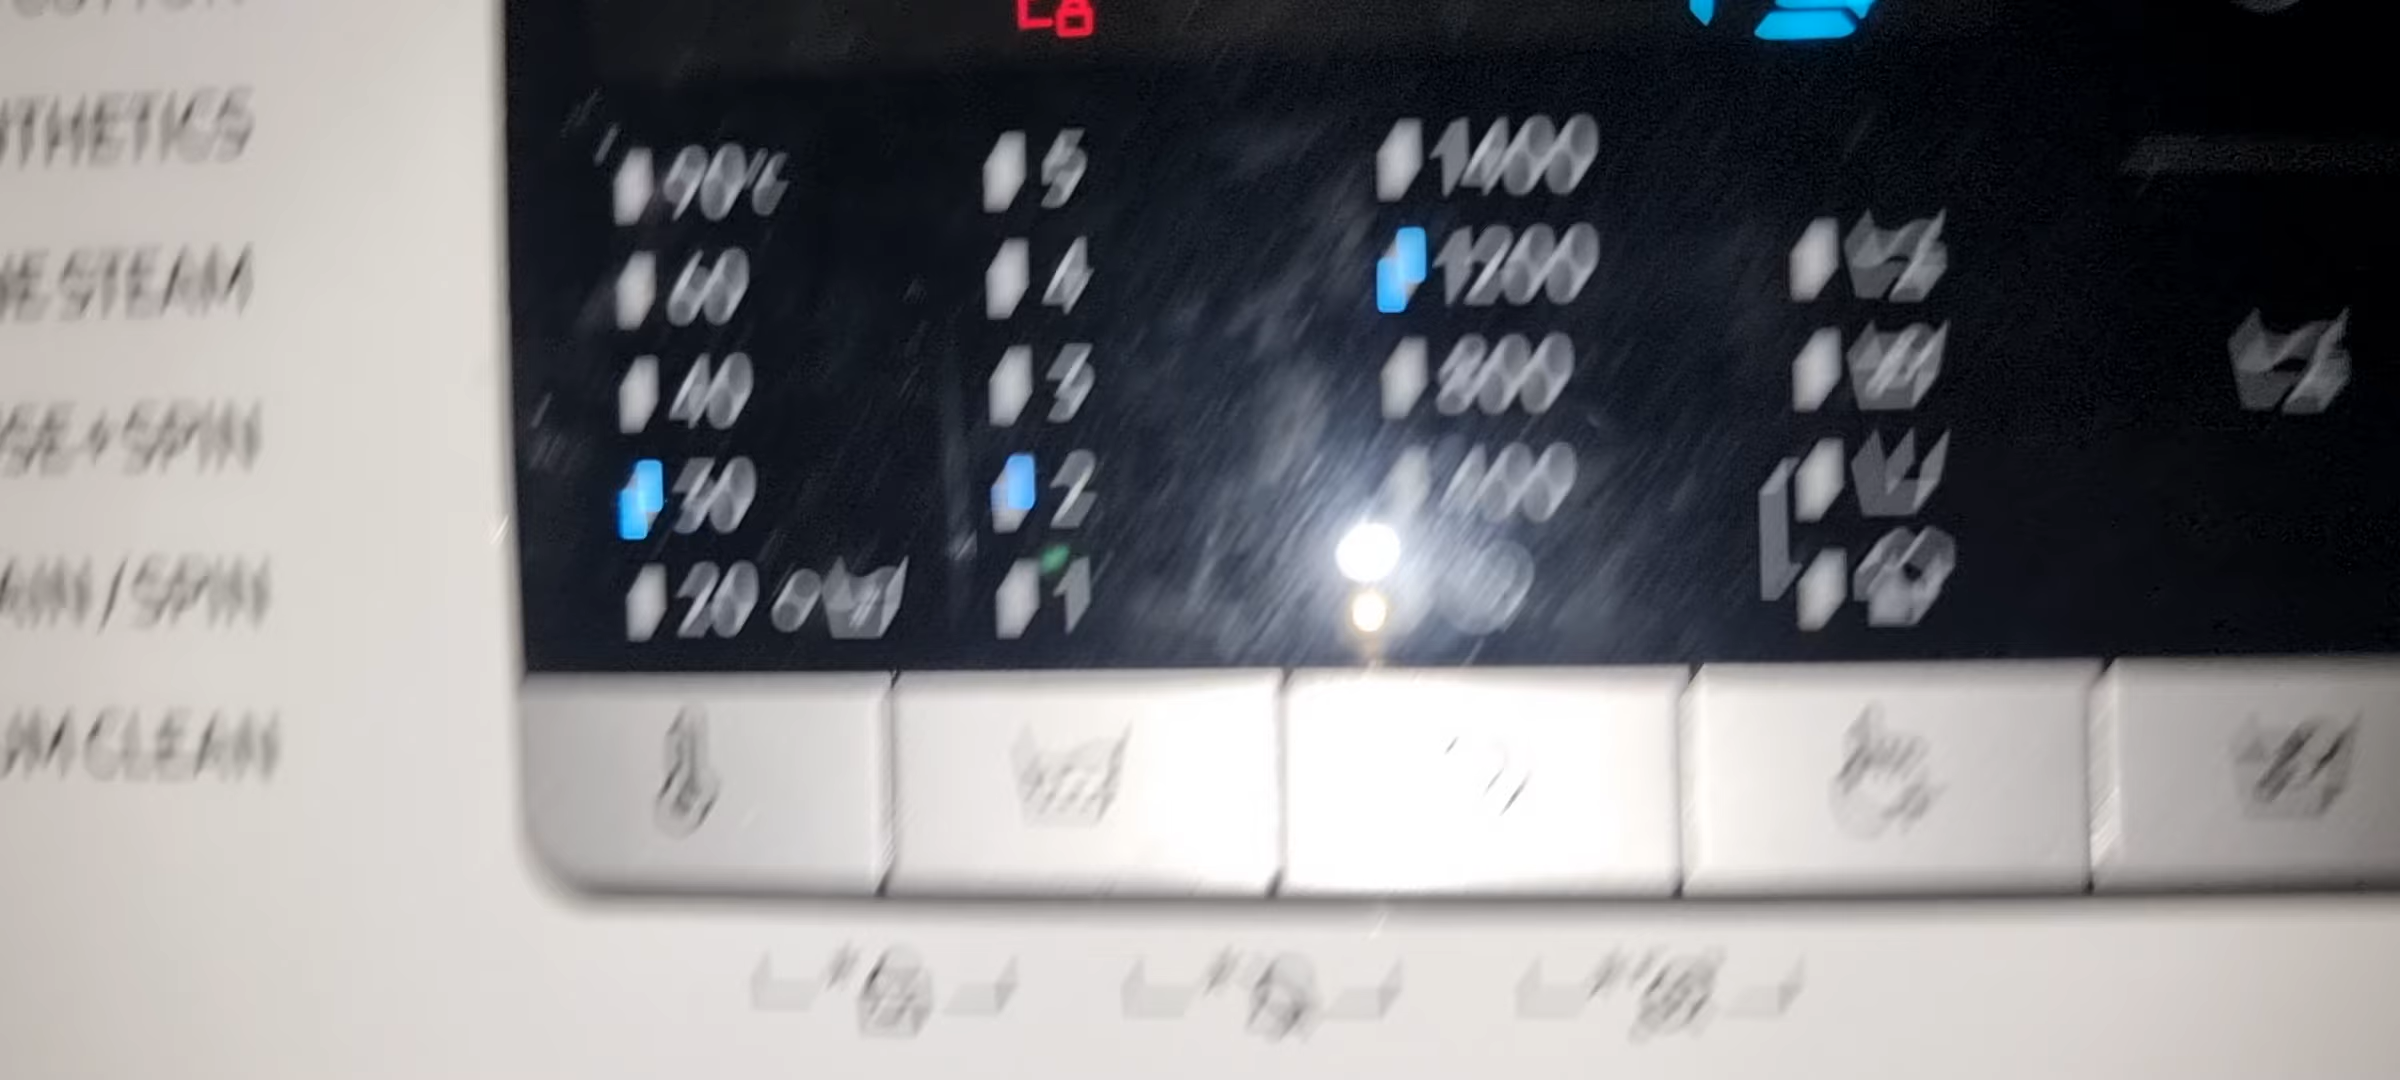 90°c 5 1400
60 4 1200
40 3 800
30 2 400
20 1
THETICS
STEAM
SE+SPIN
AIN/SPIN
M CLEAN